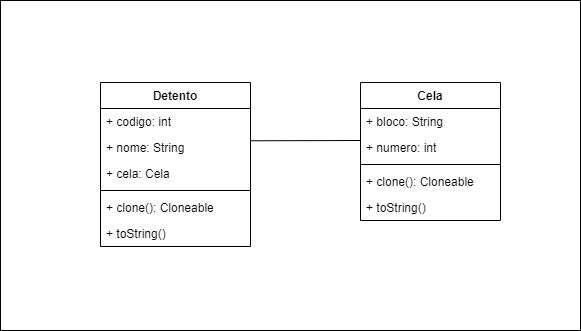 Detento
+ codigo: int
+ nome: String
+ cela: Cela
+ clone(): Cloneable
+ toString()
Cela
+ bloco: String
+ numero: int
+ clone(): Cloneable
+ toString()